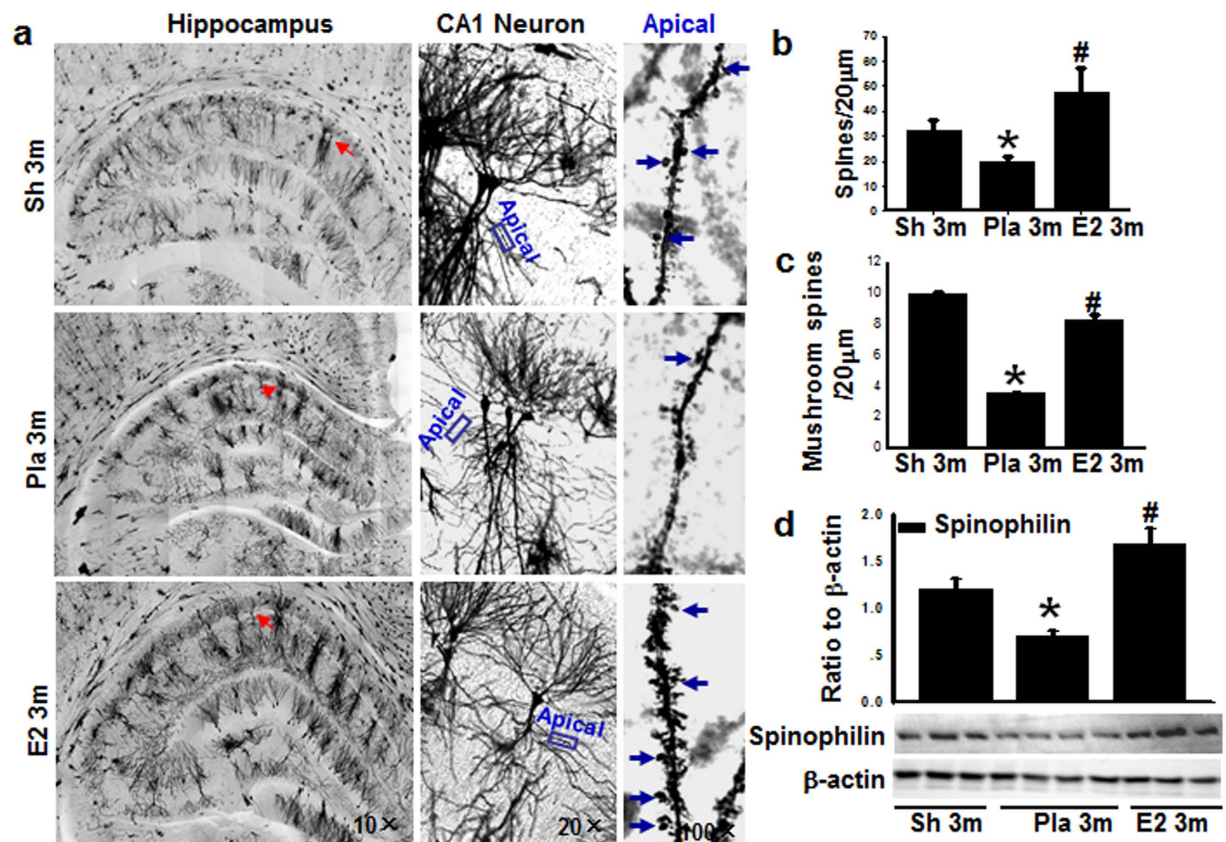 a
Hippocampus
CA1 Neuron
Apical
Sh 3m
Apical
Pla 3m
Apical
E2 3m
Apical
10×
20×
100×
b
Spines/20µm
70
60
50
40
30
20
10
0
*
#
Sh 3m Pla 3m E2 3m
c
Mushroom spines
/20µm
12
10
8
6
4
2
0
*
#
Sh 3m Pla 3m E2 3m
d
Ratio to β-actin
2.0
1.5
1.0
.5
0.0
Spinophilin
*
#
Spinophilin
β-actin
Sh 3m Pla 3m E2 3m